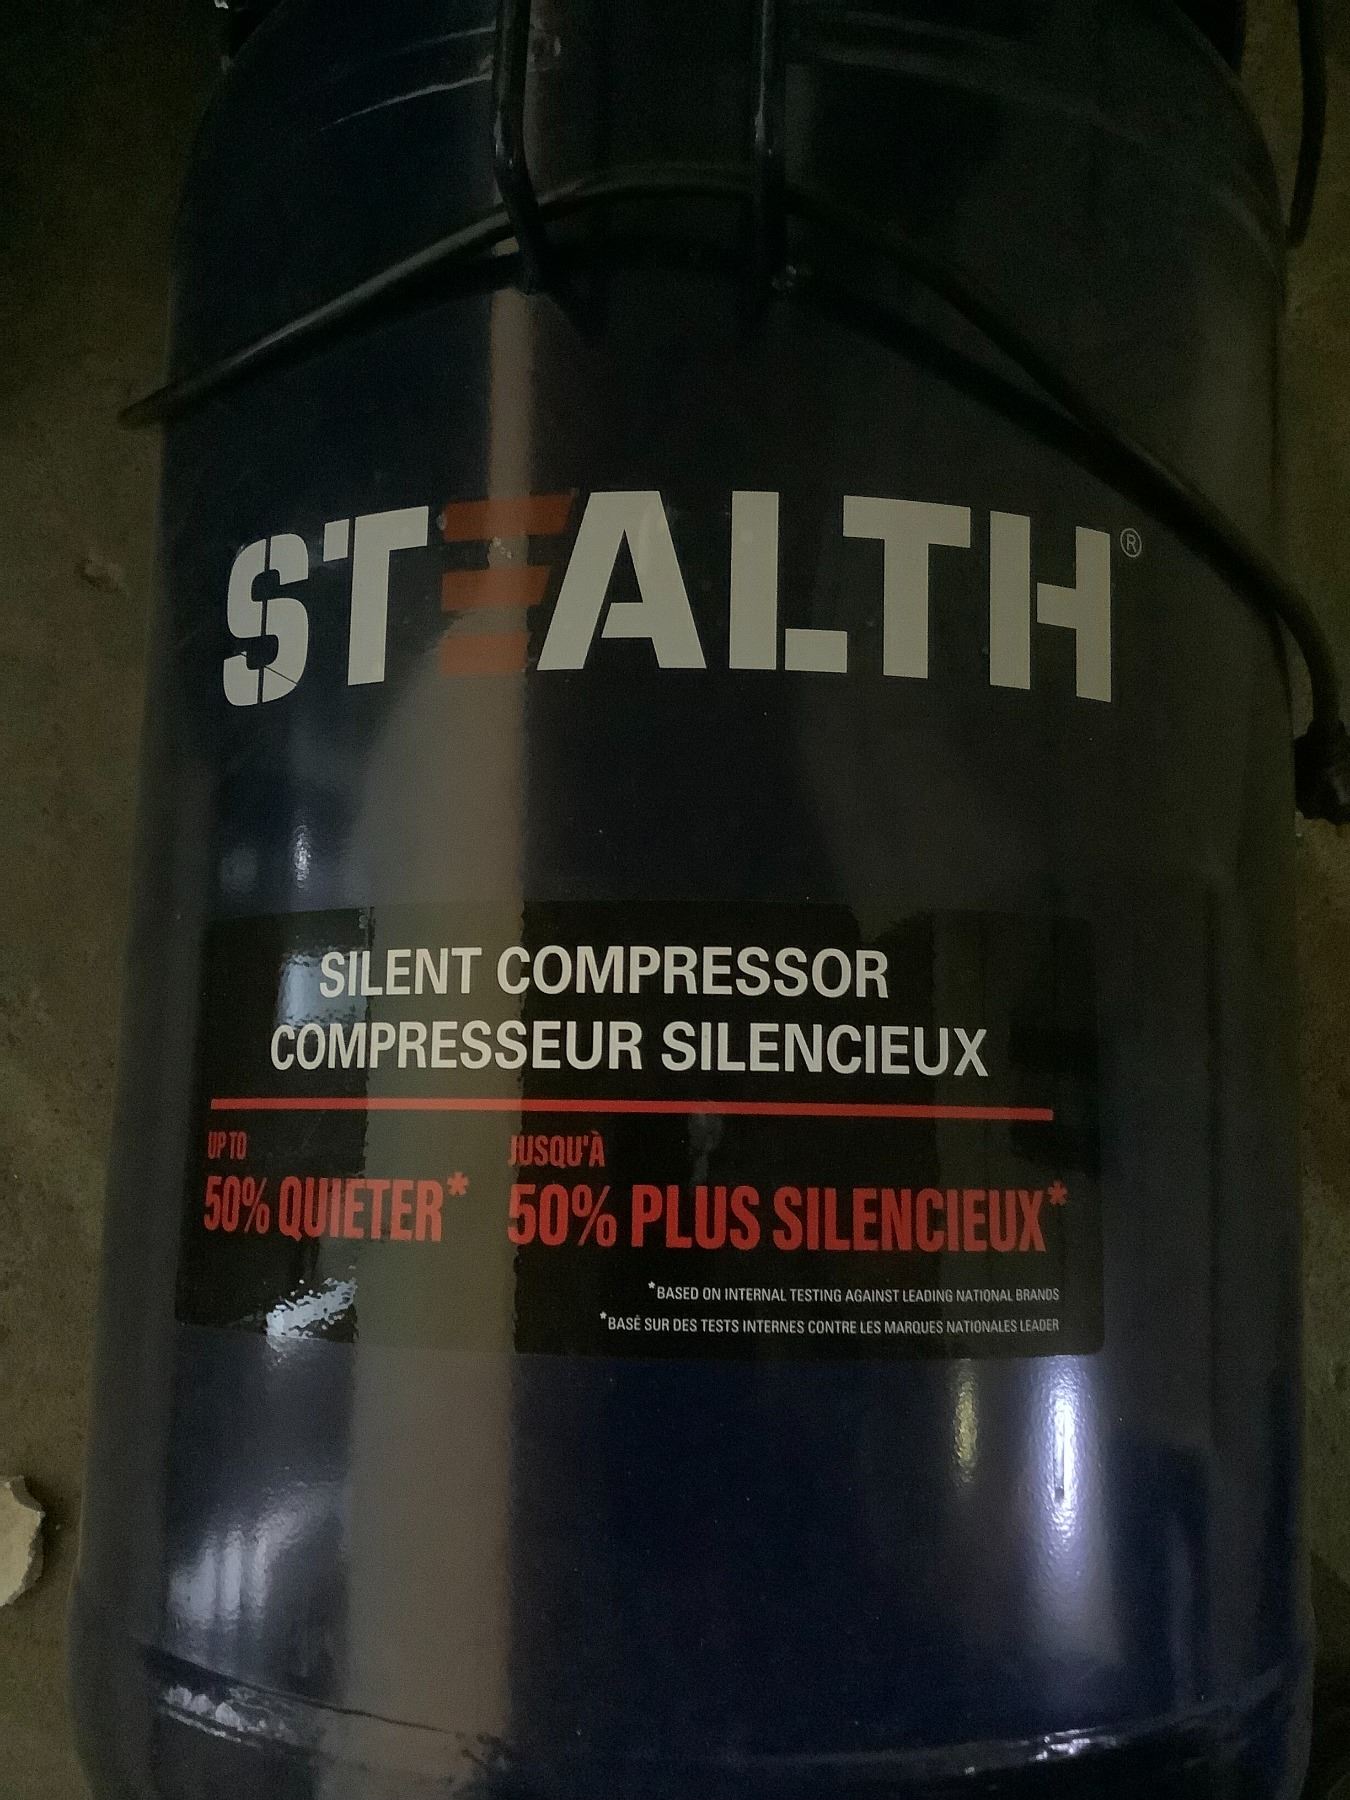 STEALTH®
SILENT COMPRESSOR
COMPRESSEUR SILENCIEUX
UP TO
50% QUIETER*
JUSQU'À
50% PLUS SILENCIEUX*
*BASED ON INTERNAL TESTING AGAINST LEADING NATIONAL BRANDS
*BASÉ SUR DES TESTS INTERNES CONTRE LES MARQUES NATIONALES LEADER